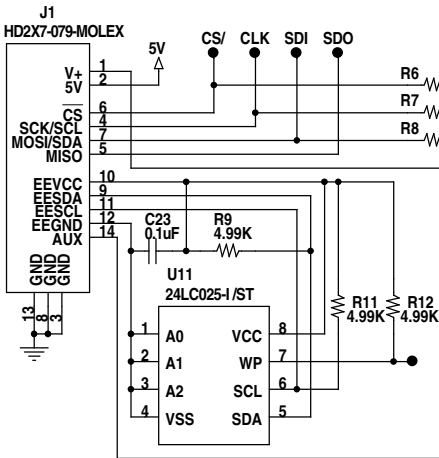 J1
HD2X7-079-MOLEX
5V
CS/ CLK SDI SDO
V+ 1
5V 2
CS 6
SCK/SCL 4
MOSI/SDA 7
MISO 5
R6
R7
R8
EEVCC 10
EESDA 9
EESCL 11
EEGND 12
AUX 14
GND
GND
GND
13
8
3
C23
0.1uF
R9
4.99K
U11
24LC025-I /ST
R11
4.99K
R12
4.99K
1 A0 VCC 8
2 A1 WP 7
3 A2 SCL 6
4 VSS SDA 5